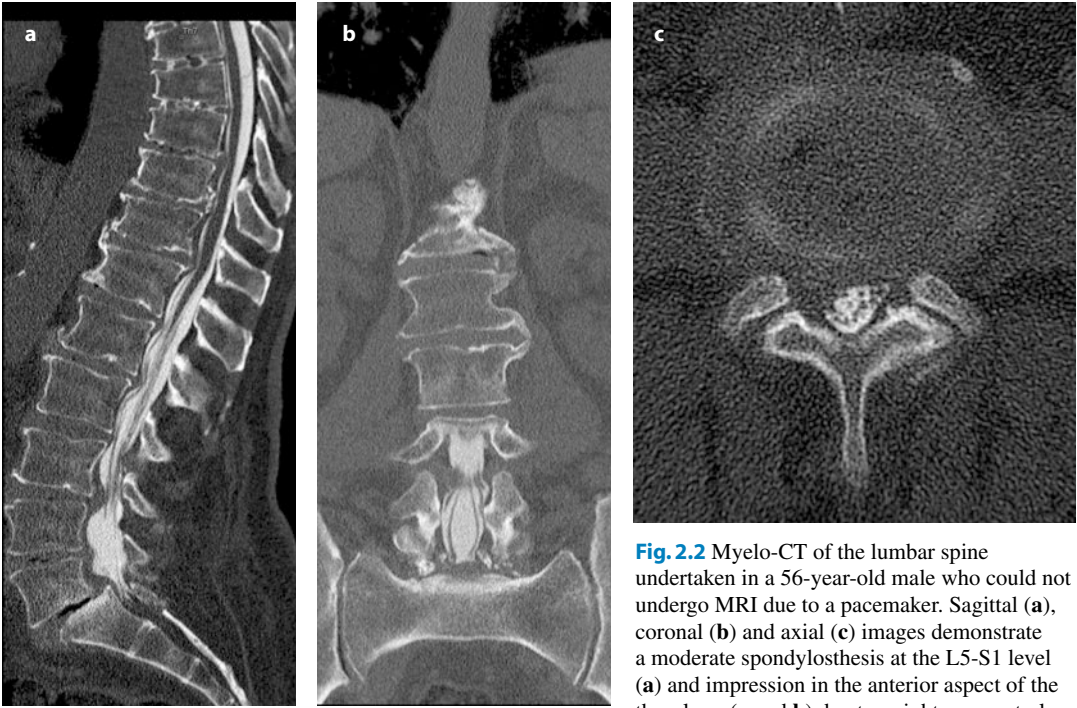 a
Th7
b
c
Fig. 2.2 Myelo-CT of the lumbar spine
undertaken in a 56-year-old male who could not
undergo MRI due to a pacemaker. Sagittal (a),
coronal (b) and axial (c) images demonstrate
a moderate spondylosthesis at the L5-S1 level
(a) and impression in the anterior aspect of the